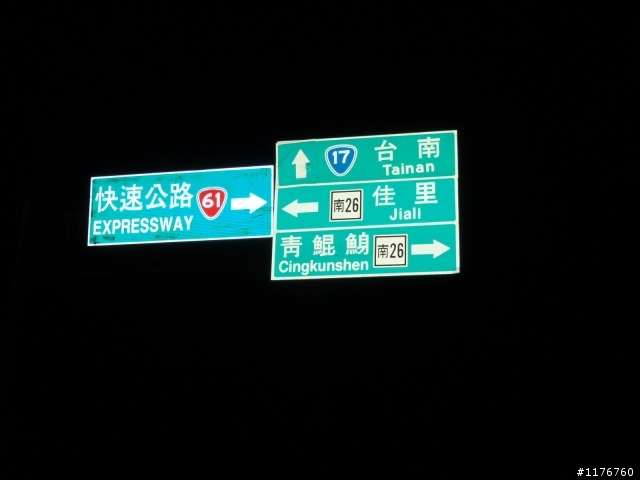 快速公路 61
EXPRESSWAY
17 台南
Tainan
南26 佳里
Jiali
青鯤鯓 南26
Cingkunshen
#1176760